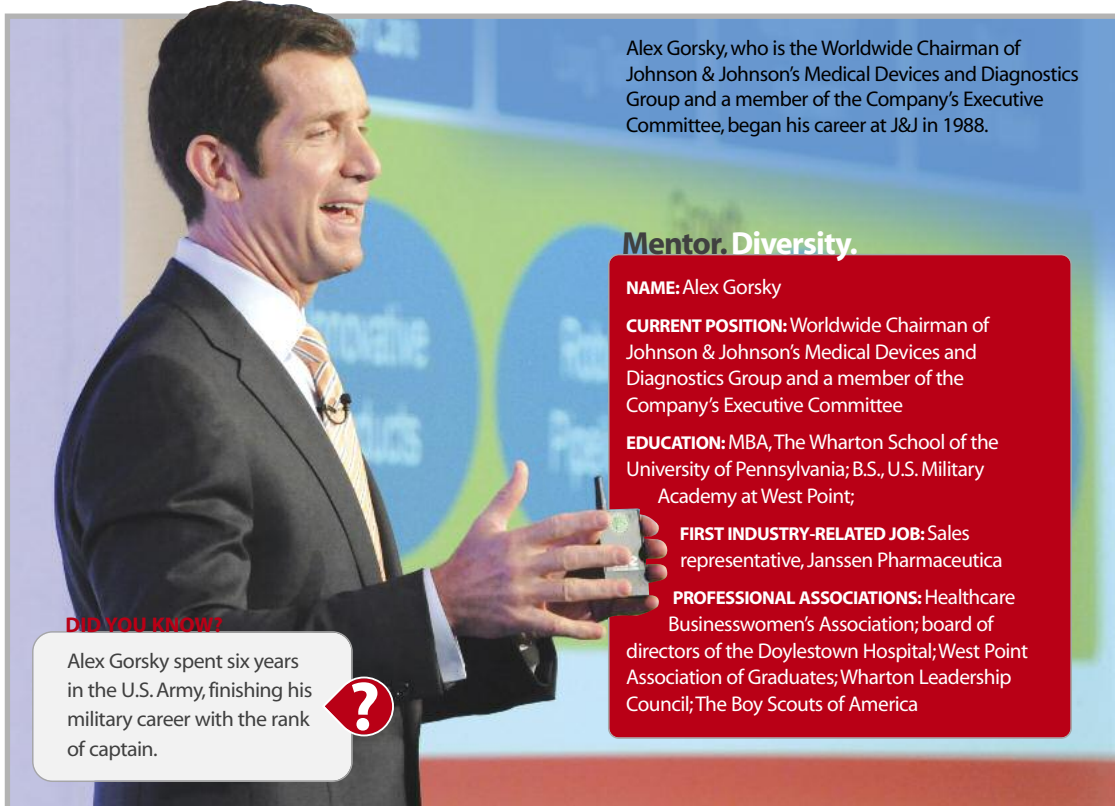 Alex Gorsky, who is the Worldwide Chairman of
Johnson & Johnson's Medical Devices and Diagnostics
Group and a member of the Company's Executive
Committee, began his career at J&J in 1988.
Mentor. Diversity.
NAME: Alex Gorsky
CURRENT POSITION: Worldwide Chairman of
Johnson & Johnson's Medical Devices and
Diagnostics Group and a member of the
Company's Executive Committee
EDUCATION: MBA, The Wharton School of the
University of Pennsylvania; B.S., U.S. Military
Academy at West Point;
FIRST INDUSTRY-RELATED JOB: Sales
representative, Janssen Pharmaceutica
PROFESSIONAL ASSOCIATIONS: Healthcare
Businesswomen's Association; board of
directors of the Doylestown Hospital; West Point
Association of Graduates; Wharton Leadership
Council; The Boy Scouts of America
DID YOU KNOW?
Alex Gorsky spent six years
in the U.S. Army, finishing his
military career with the rank
of captain.
?